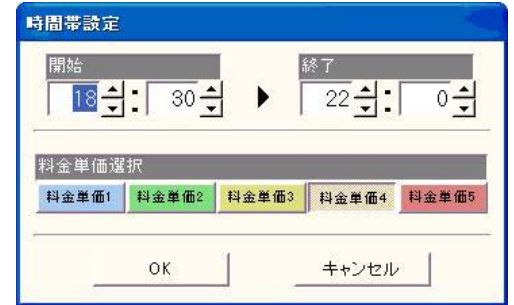 時間帯設定
開始 終了
18 : 30 ▶ 22 : 0
料金単価選択
料金単価1 料金単価2 料金単価3 料金単価4 料金単価5
OK キャンセル